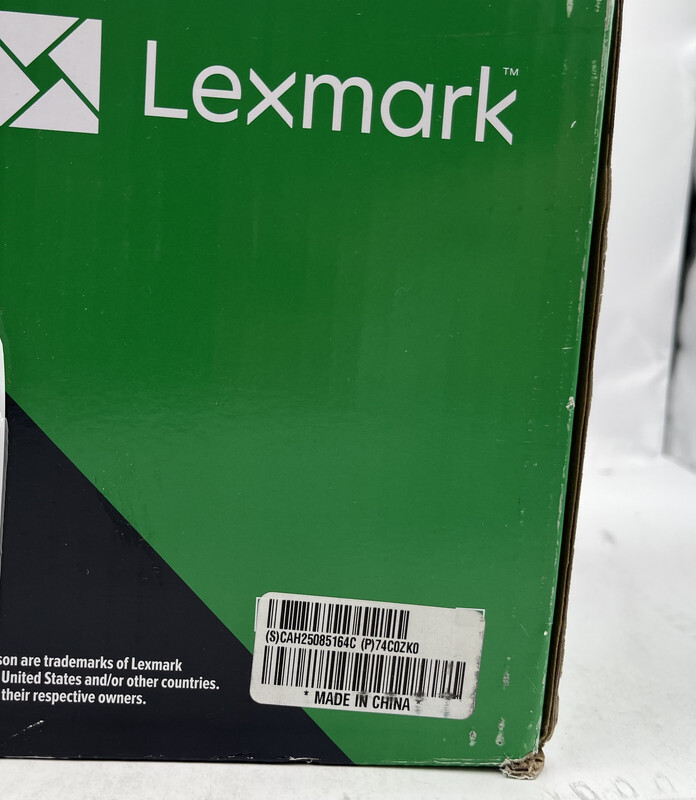 Lexmark™
(S)CAH25085164C (P)74C0ZK0
* MADE IN CHINA *
son are trademarks of Lexmark
United States and/or other countries.
their respective owners.